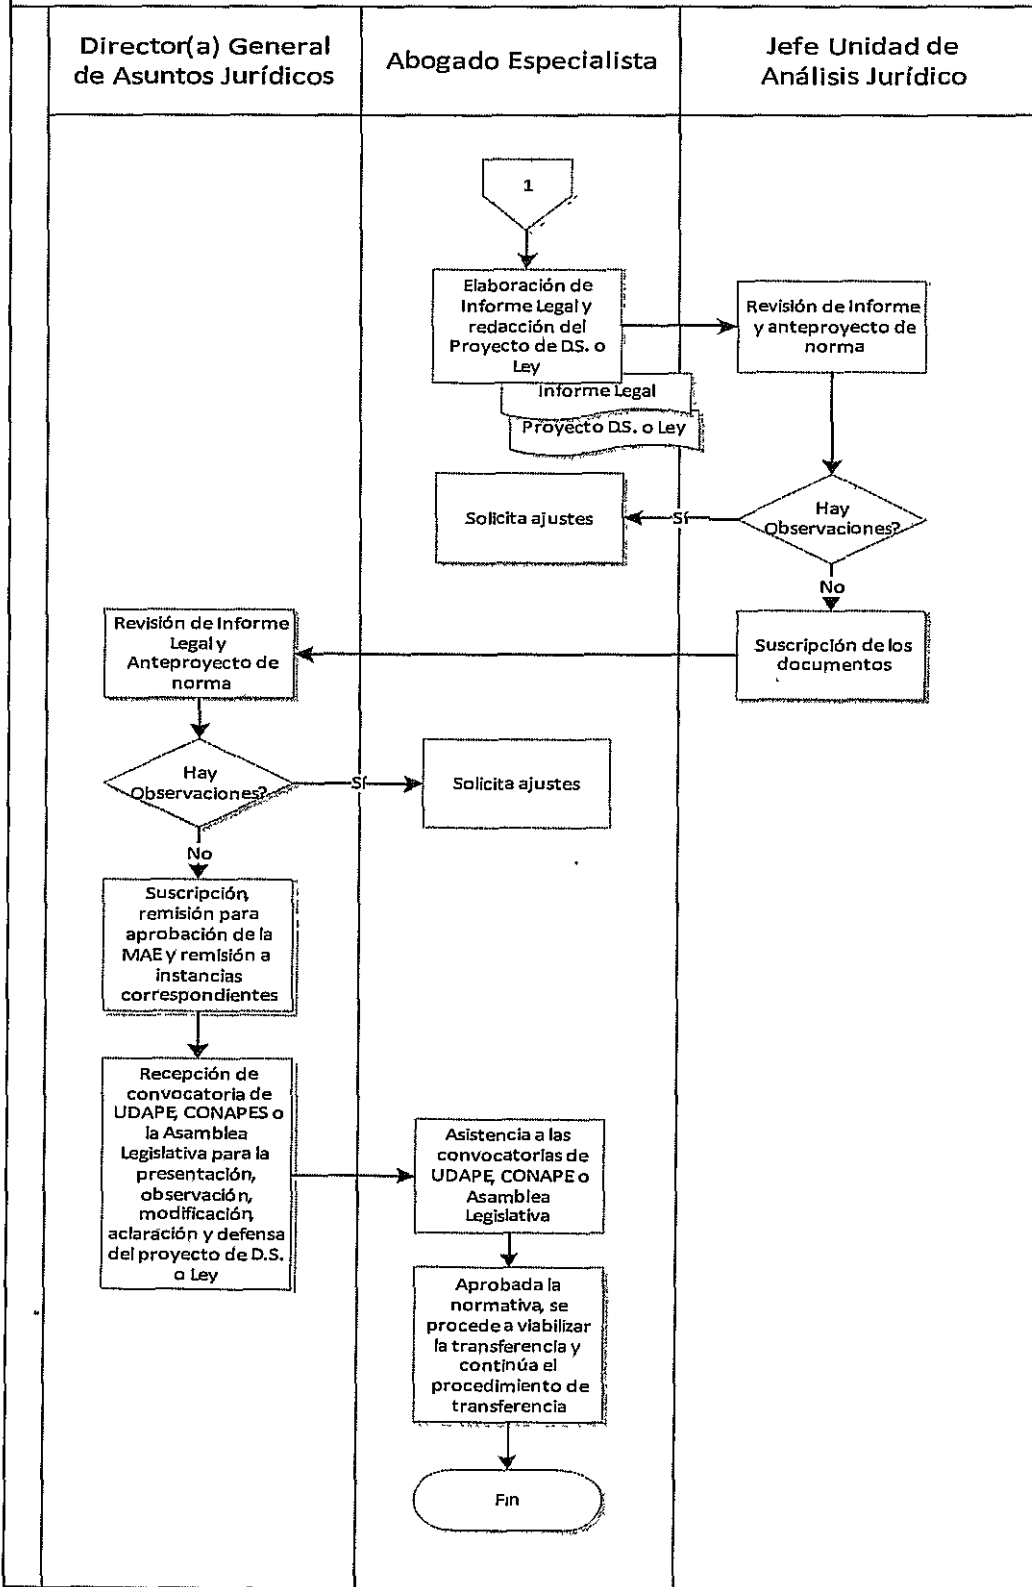 Director(a) General
de Asuntos Jurídicos
Abogado Especialista
Jefe Unidad de
Análisis Jurídico
1
Elaboración de
Informe Legal y
redacción del
Proyecto de D.S. o
Ley
Informe Legal
Proyecto D.S. o Ley
Revisión de Informe
y anteproyecto de
norma
Hay
Observaciones?
Sí
Solicita ajustes
No
Suscripción de los
documentos
Revisión de Informe
Legal y
Anteproyecto de
norma
Hay
Observaciones?
Sí
Solicita ajustes
No
Suscripción,
remisión para
aprobación de la
MAE y remisión a
instancias
correspondientes
Recepción de
convocatoria de
UDAPE, CONAPES o
la Asamblea
Legislativa para la
presentación,
observación,
modificación,
aclaración y defensa
del proyecto de D.S.
o Ley
Asistencia a las
convocatorias de
UDAPE, CONAPE o
Asamblea
Legislativa
Aprobada la
normativa, se
procede a viabilizar
la transferencia y
continúa el
procedimiento de
transferencia
Fin